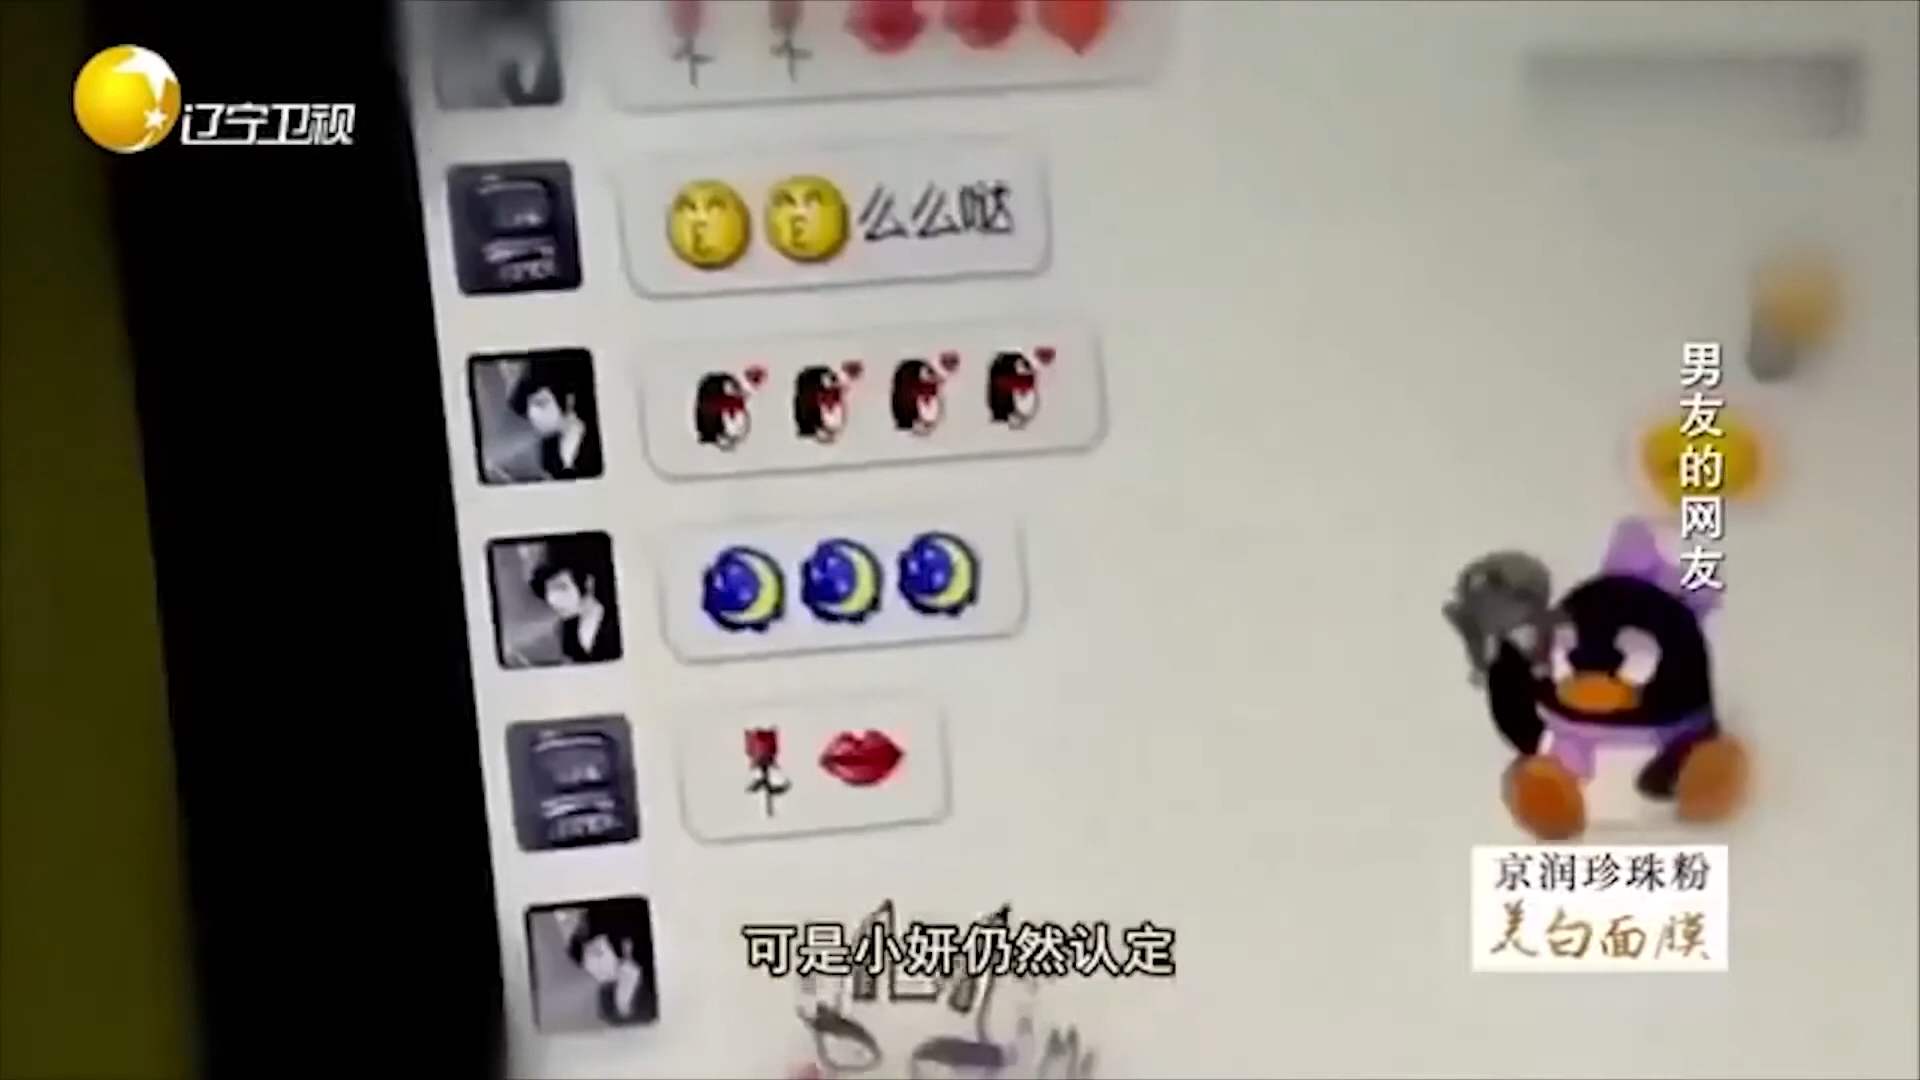 辽宁卫视
么么哒
男友的网友
京润珍珠粉
美白面膜
可是小妍仍然认定